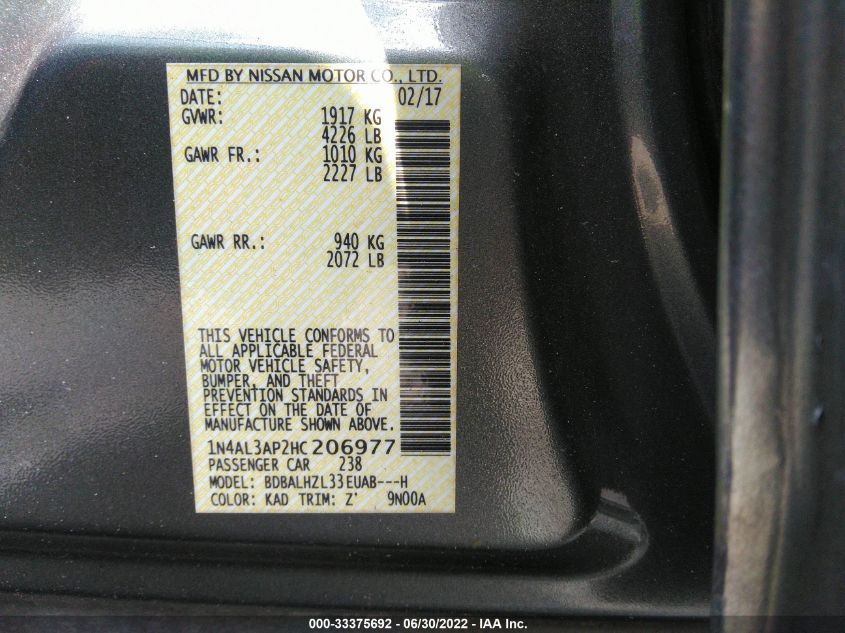 MFD BY NISSAN MOTOR CO., LTD.
DATE: 02/17
GVWR: 1917 KG
4226 LB
GAWR FR.: 1010 KG
2227 LB
GAWR RR.: 940 KG
2072 LB
THIS VEHICLE CONFORMS TO
ALL APPLICABLE FEDERAL
MOTOR VEHICLE SAFETY,
BUMPER, AND THEFT
PREVENTION STANDARDS IN
EFFECT ON THE DATE OF
MANUFACTURE SHOWN ABOVE.
1N4AL3AP2HC206977
PASSENGER CAR 238
MODEL: BDBALHZL33EUAB---H
COLOR: KAD TRIM: Z' 9N00A
000-33375692 - 06/30/2022 - IAA Inc.